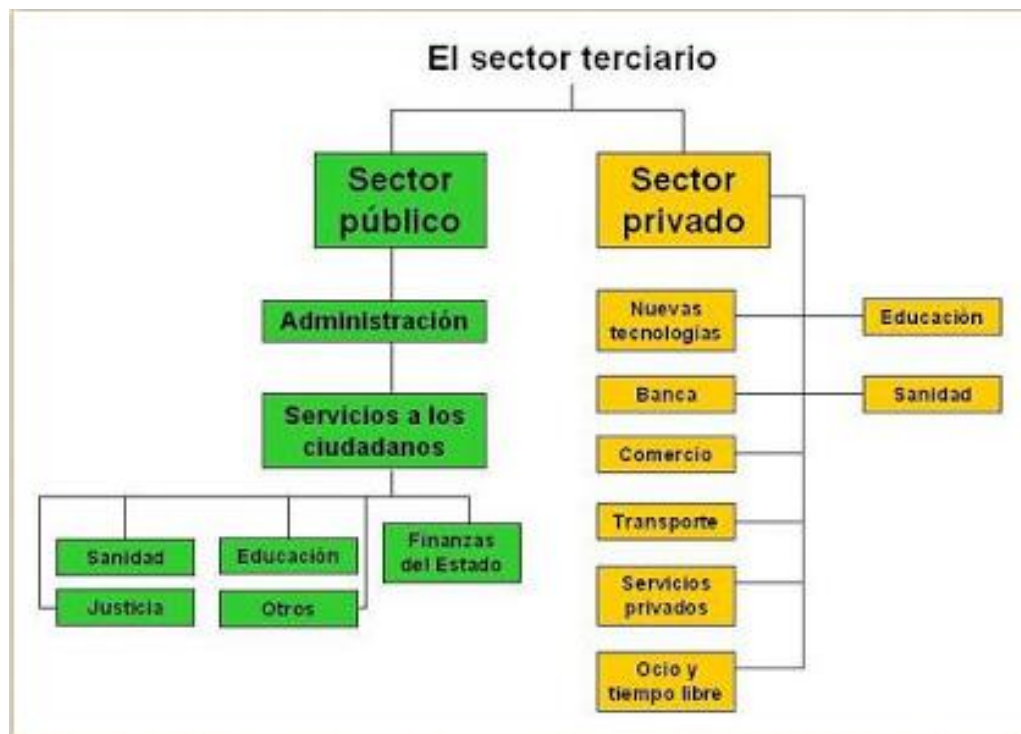 El sector terciario
Sector
público
Sector
privado
Administración
Servicios a los
ciudadanos
Sanidad
Educación
Finanzas
del Estado
Justicia
Otros
Nuevas
tecnologías
Educación
Banca
Sanidad
Comercio
Transporte
Servicios
privados
Ocio y
tiempo libre